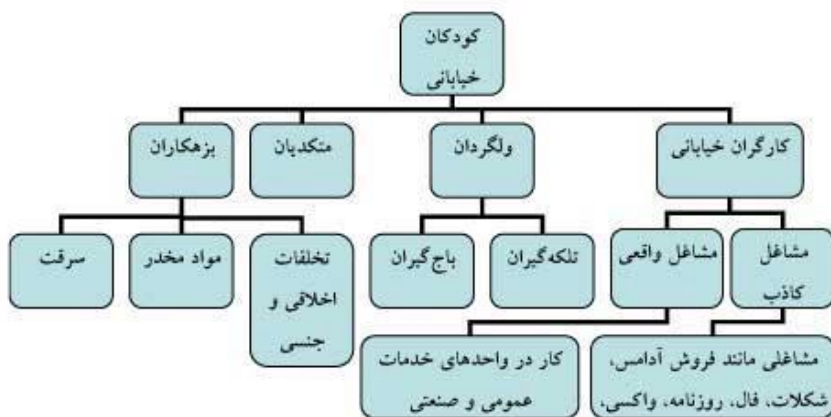 کودکان
خیابانی
کارگران خیابانی
ولگردان
متکدیان
بزهکاران
مشاغل
کاذب
مشاغل واقعی
تلکه‌گیران
باج‌گیران
تخلفات
اخلاقی و
جنسی
مواد مخدر
سرقت
مشاغلی مانند فروش آدامس،
شکلات، فال، روزنامه، واکسی،
کار در واحدهای خدمات
عمومی و صنعتی